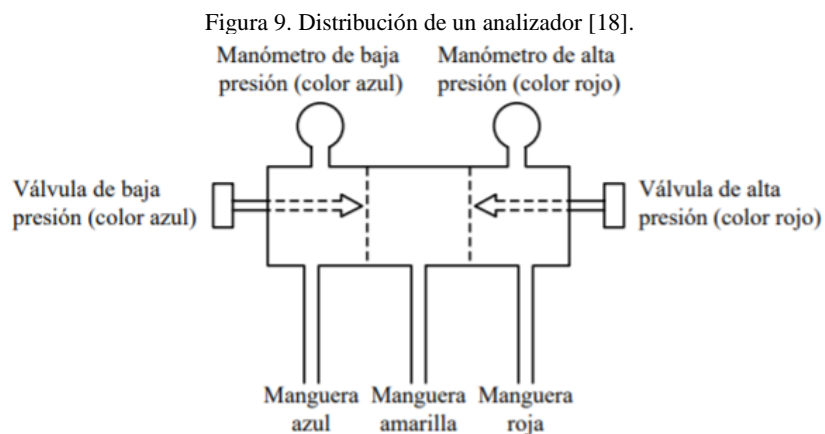 Figura 9. Distribución de un analizador [18].
Manómetro de baja
presión (color azul)
Manómetro de alta
presión (color rojo)
Válvula de baja
presión (color azul)
Válvula de alta
presión (color rojo)
Manguera
azul
Manguera
amarilla
Manguera
roja